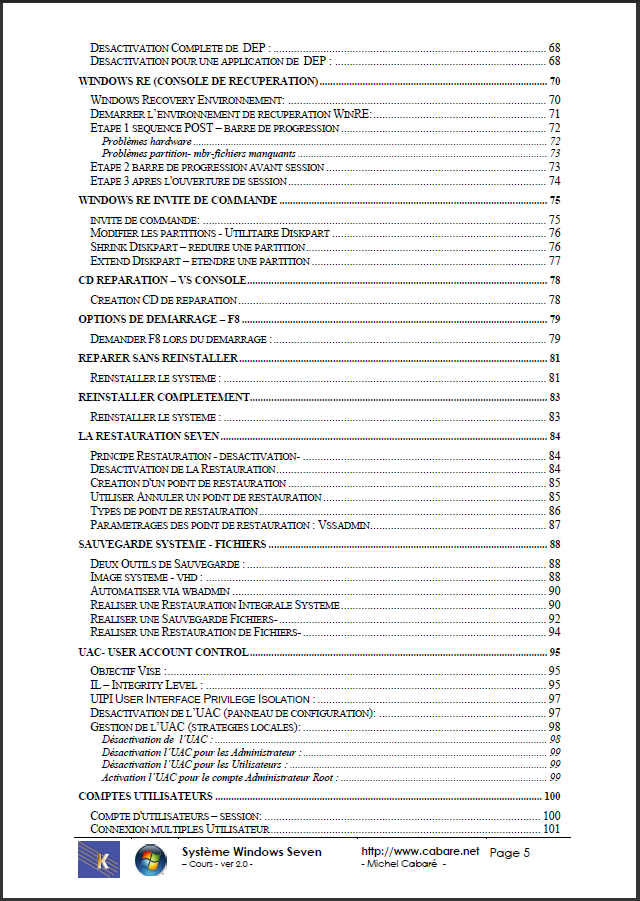 DESACTIVATION COMPLETE DE DEP : 68
DESACTIVATION POUR UNE APPLICATION DE DEP : 68
WINDOWS RE (CONSOLE DE RECUPERATION) 70
WINDOWS RECOVERY ENVIRONNEMENT: 70
DEMARRER L'ENVIRONNEMENT DE RECUPERATION WINRE: 71
ETAPE 1 SEQUENCE POST – BARRE DE PROGRESSION 72
Problèmes hardware 72
Problèmes partition- mbr-fichiers manquants 73
ETAPE 2 BARRE DE PROGRESSION AVANT SESSION 73
ETAPE 3 APRES L'OUVERTURE DE SESSION 74
WINDOWS RE INVITE DE COMMANDE 75
INVITE DE COMMANDE: 75
MODIFIER LES PARTITIONS - UTILITAIRE DISKPART 76
SHRINK DISKPART – REDUIRE UNE PARTITION 76
EXTEND DISKPART – ETENDRE UNE PARTITION 77
CD REPARATION – VS CONSOLE 78
CREATION CD DE REPARATION 78
OPTIONS DE DEMARRAGE – F8 79
DEMANDER F8 LORS DU DEMARRAGE : 79
REPARER SANS REINSTALLER 81
REINSTALLER LE SYSTEME : 81
REINSTALLER COMPLETEMENT 83
REINSTALLER LE SYSTEME : 83
LA RESTAURATION SEVEN 84
PRINCIPE RESTAURATION - DESACTIVATION- 84
DESACTIVATION DE LA RESTAURATION 84
CREATION D'UN POINT DE RESTAURATION 85
UTILISER ANNULER UN POINT DE RESTAURATION 85
TYPES DE POINT DE RESTAURATION 86
PARAMETRAGES DES POINT DE RESTAURATION : VSSADMIN 87
SAUVEGARDE SYSTEME - FICHIERS 88
DEUX OUTILS DE SAUVEGARDE : 88
IMAGE SYSTEME - VHD : 88
AUTOMATISER VIA WBADMIN 90
REALISER UNE RESTAURATION INTEGRALE SYSTEME 90
REALISER UNE SAUVEGARDE FICHIERS- 92
REALISER UNE RESTAURATION DE FICHIERS- 94
UAC- USER ACCOUNT CONTROL 95
OBJECTIF VISE : 95
IL – INTEGRITY LEVEL : 95
UIPI USER INTERFACE PRIVILEGE ISOLATION : 97
DESACTIVATION DE L'UAC (PANNEAU DE CONFIGURATION): 97
GESTION DE L'UAC (STRATEGIES LOCALES): 98
Désactivation de l'UAC : 98
Désactivation l'UAC pour les Administrateur : 99
Désactivation l'UAC pour les Utilisateurs : 99
Activation l'UAC pour le compte Administrateur Root : 99
COMPTES UTILISATEURS 100
COMPTE D'UTILISATEURS – SESSION: 100
CONNEXION MULTIPLES UTILISATEUR 101
K
Système Windows Seven http://www.cabare.net Page 5
– Cours - ver 2.0 - - Michel Cabaré -